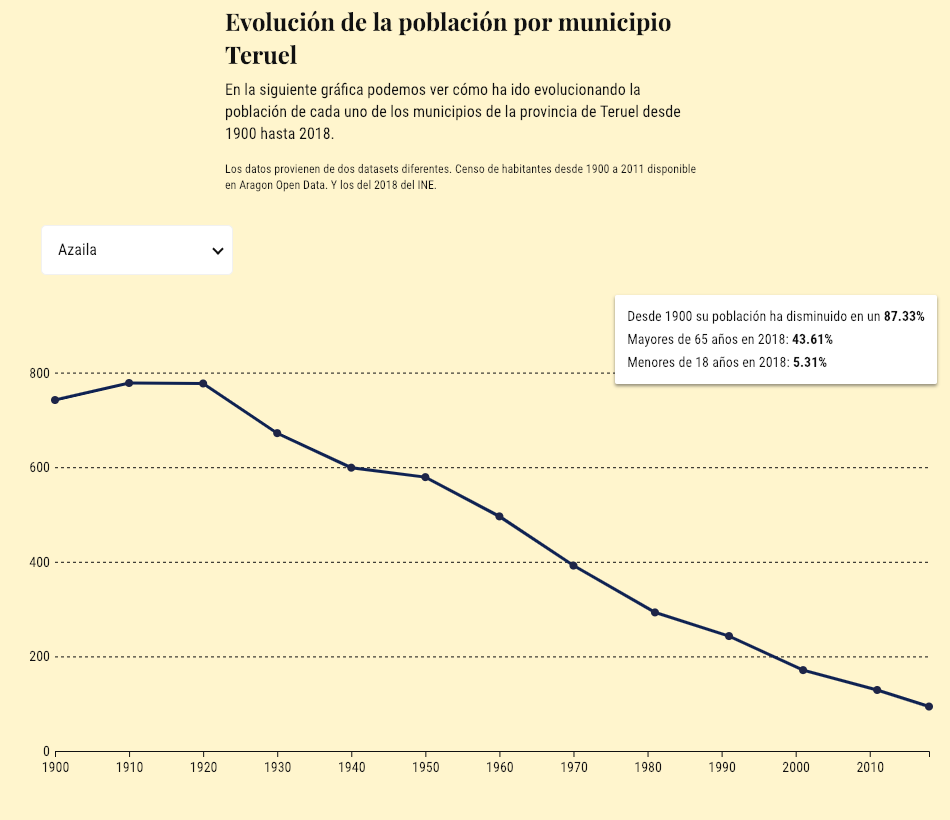 Evolución de la población por municipio
Teruel
En la siguiente gráfica podemos ver cómo ha ido evolucionando la
población de cada uno de los municipios de la provincia de Teruel desde
1900 hasta 2018.
Los datos provienen de dos datasets diferentes. Censo de habitantes desde 1900 a 2011 disponible
en Aragon Open Data. Y los del 2018 del INE.
Azaila
Desde 1900 su población ha disminuido en un 87.33%
Mayores de 65 años en 2018: 43.61%
Menores de 18 años en 2018: 5.31%
800
600
400
200
0
1900 1910 1920 1930 1940 1950 1960 1970 1980 1990 2000 2010